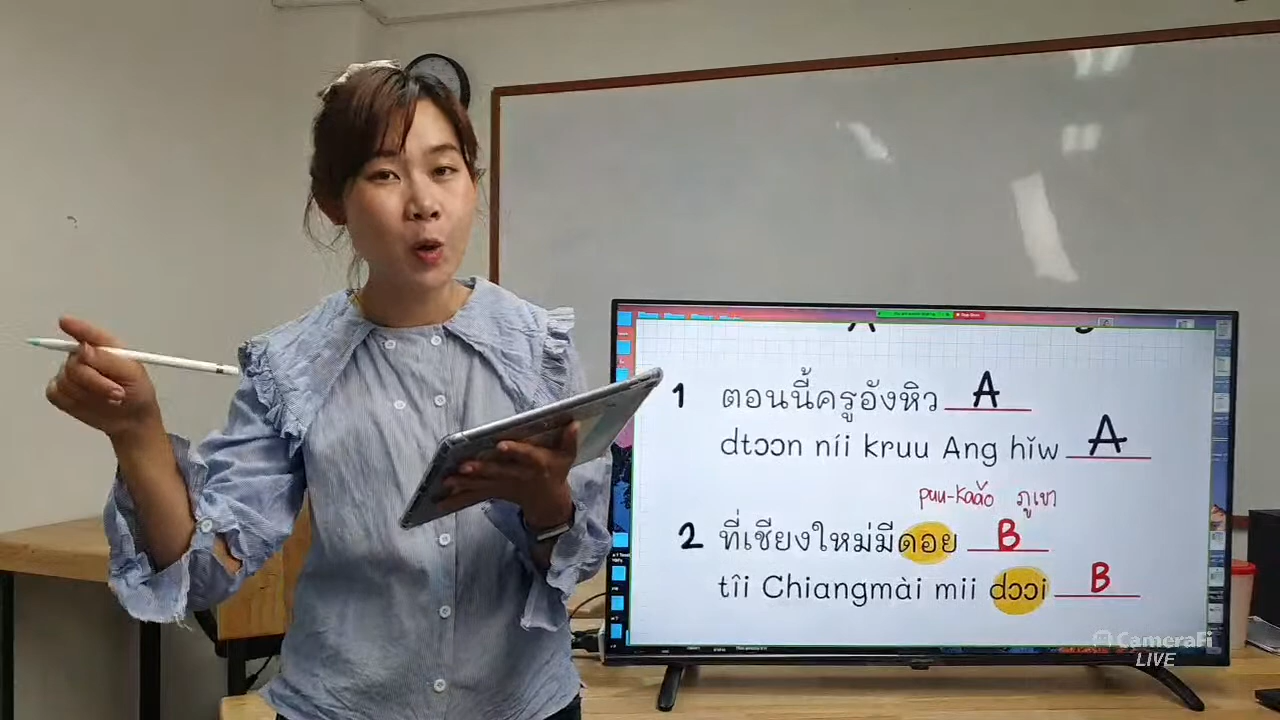 1 ตอนนี้ครูอังหิว A
dtɔɔn níi kruu Ang hǐw A
puu-kaǎo ภูเขา
2 ที่เชียงใหม่มีดอย B
tîi Chiangmài mii dɔɔi B
CameraFi
LIVE